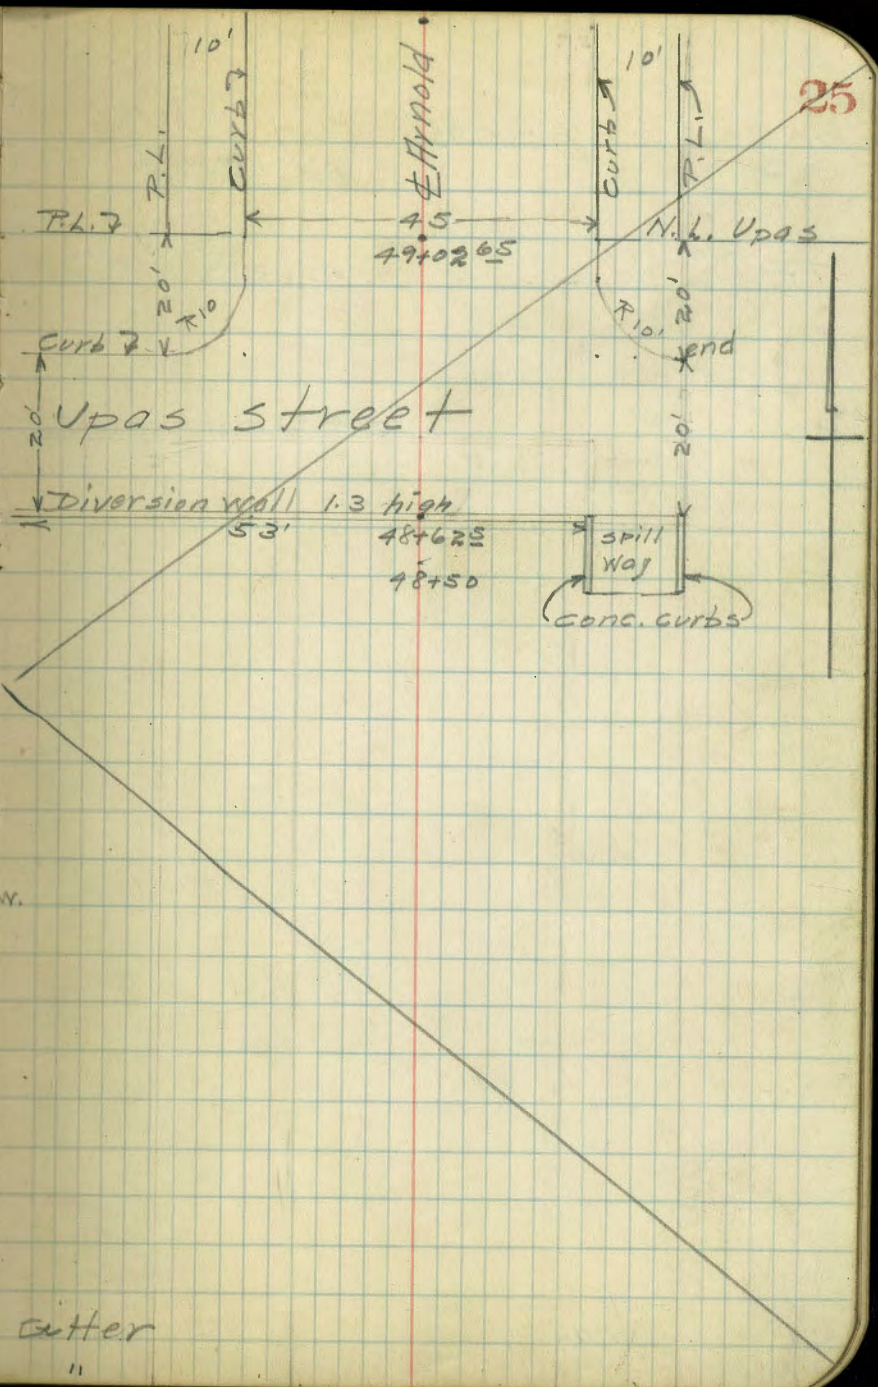 10'
10'
25
P.L.
Curb
℄ Arnold
Curb
P.L.
P.L.
45
N.L. Upas
49+02 65
20'
R10
R10'
20'
Curb
end
20'
Upas street
20'
Diversion wall 1.3 high
53'
48+62 5
spill
way
48+50
conc. curbs
w.
Gutter
"